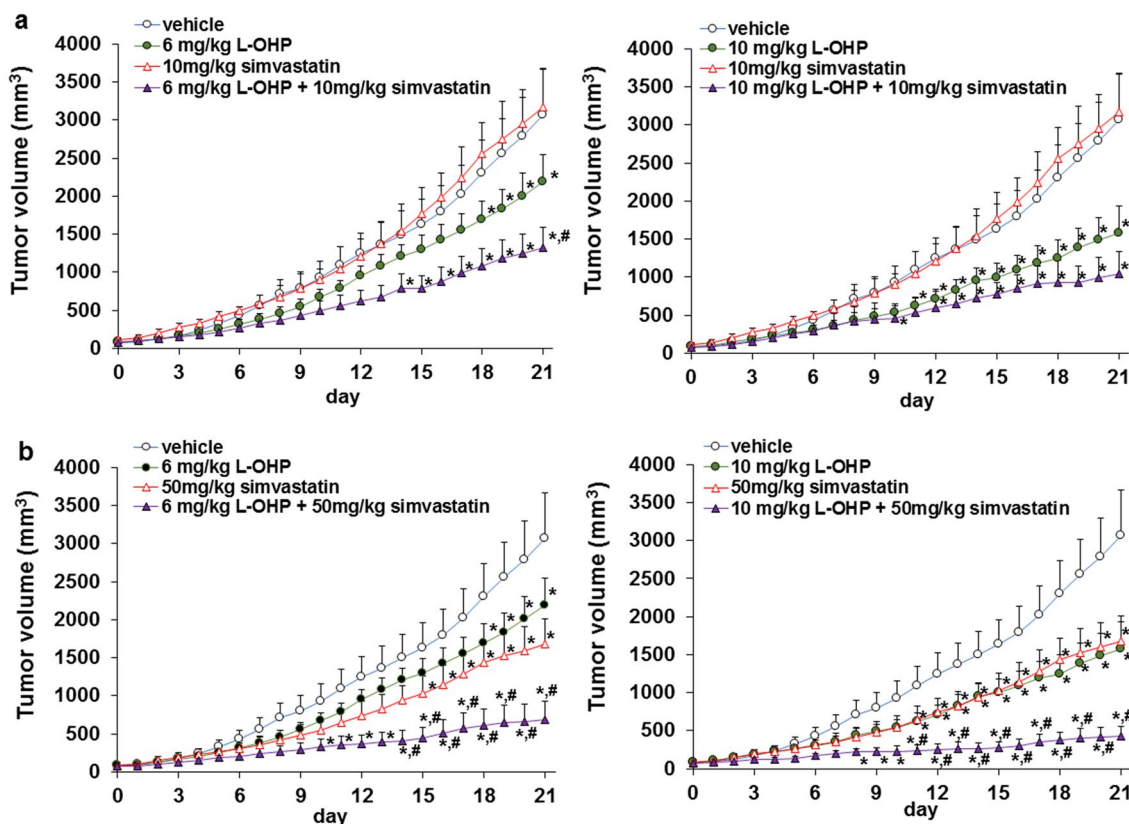 a
vehicle
6 mg/kg L-OHP
10mg/kg simvastatin
6 mg/kg L-OHP + 10mg/kg simvastatin
Tumor volume (mm3)
4000
3500
3000
2500
2000
1500
1000
500
0
*
*
*
*
*,#
*
*
*
*
*
*
*
0 3 6 9 12 15 18 21
day
vehicle
10 mg/kg L-OHP
10mg/kg simvastatin
10 mg/kg L-OHP + 10mg/kg simvastatin
Tumor volume (mm3)
4000
3500
3000
2500
2000
1500
1000
500
0
* * * * * * * * * * *
* * * * * * * * * * * *
0 3 6 9 12 15 18 21
day
b
vehicle
6 mg/kg L-OHP
50mg/kg simvastatin
6 mg/kg L-OHP + 50mg/kg simvastatin
Tumor volume (mm3)
4000
3500
3000
2500
2000
1500
1000
500
0
* * * *
* * * * * * *
* * * * *,# *,# *,# *,# *,# *,# *,# *,#
0 3 6 9 12 15 18 21
day
vehicle
10 mg/kg L-OHP
50mg/kg simvastatin
10 mg/kg L-OHP + 50mg/kg simvastatin
Tumor volume (mm3)
4000
3500
3000
2500
2000
1500
1000
500
0
* * * * * * * * * * *
* * * * * * * * * * *
* * * *,# *,# *,# *,# *,# *,# *,# *,# *,# *,# *,#
0 3 6 9 12 15 18 21
day